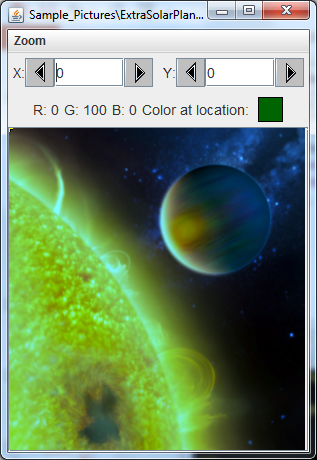 Sample_Pictures\ExtraSolarPlan...
Zoom
X: 0 Y: 0
R: 0 G: 100 B: 0 Color at location: